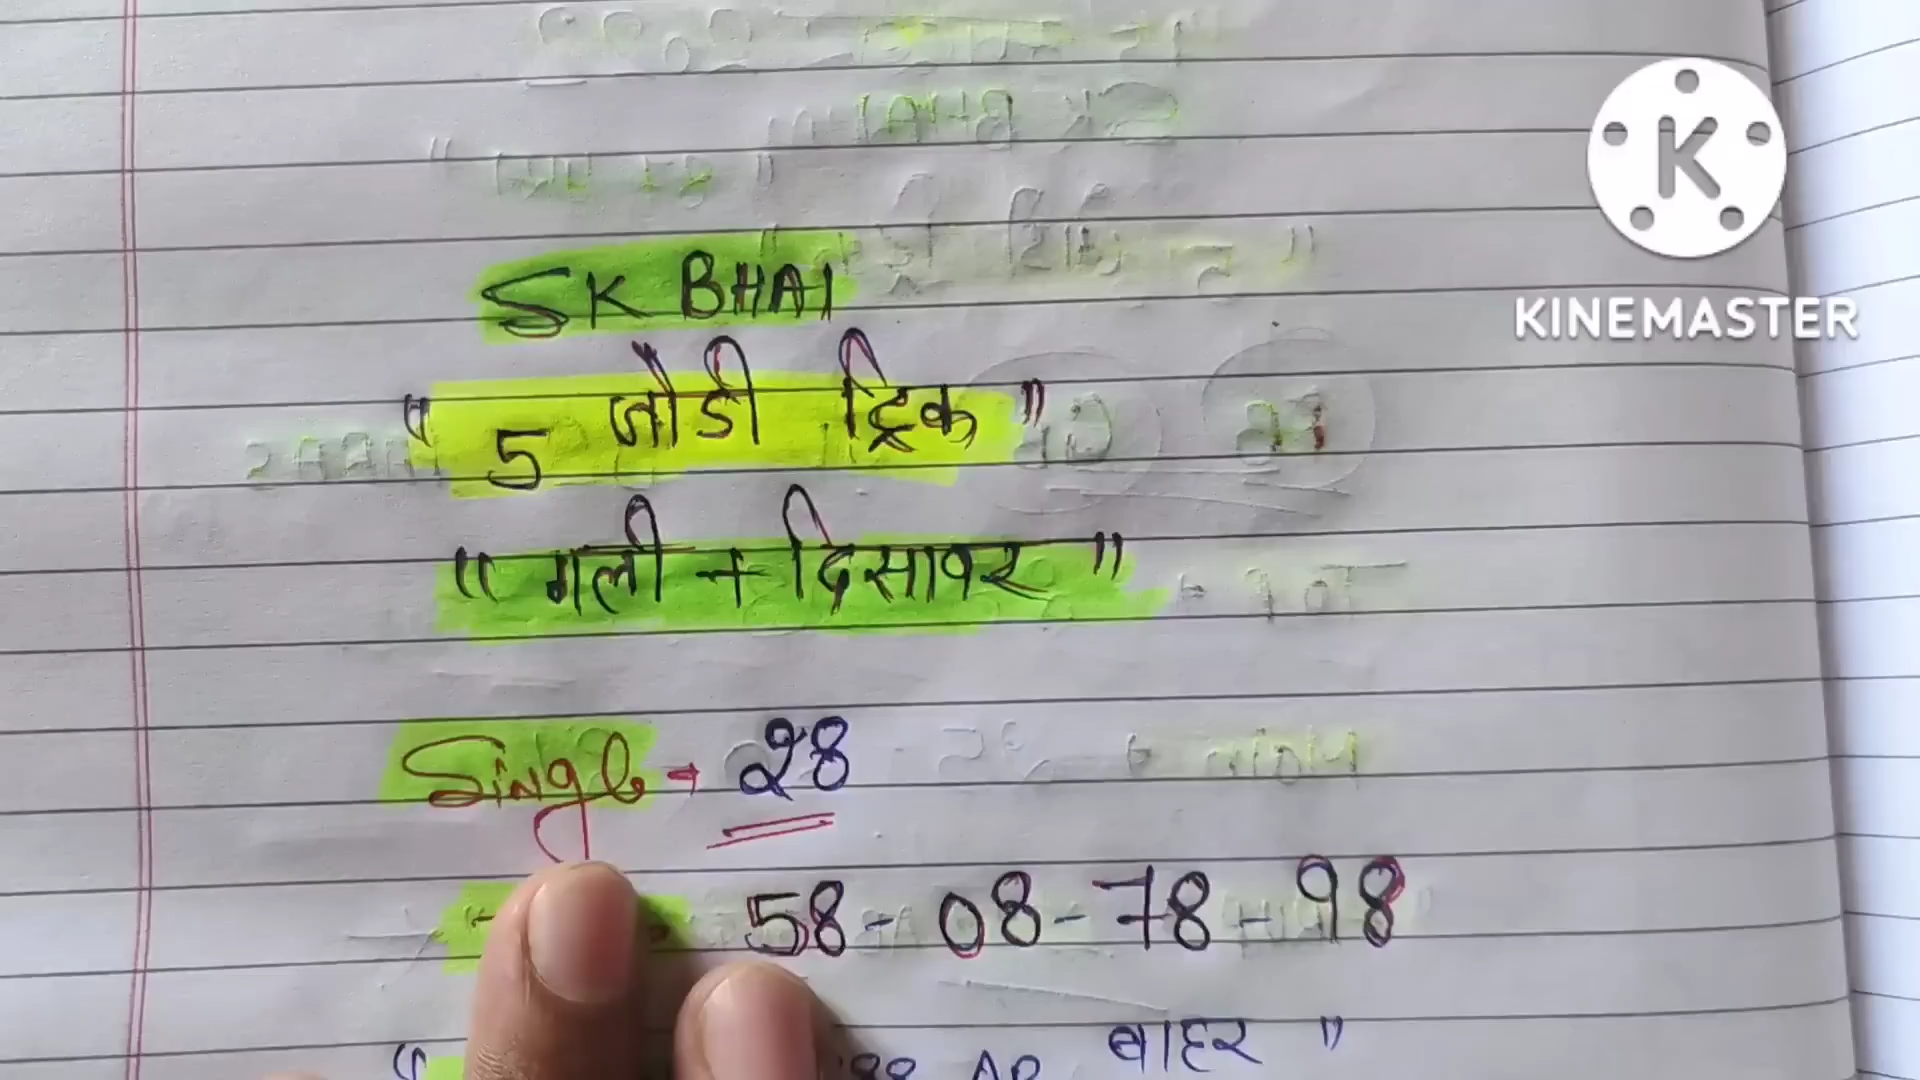 SK BHAI
" 5 जोडी ट्रिक "
" गली + दिसावर "
Single → 28
58 - 08 - 78 - 98
बाहर "
K
KINEMASTER